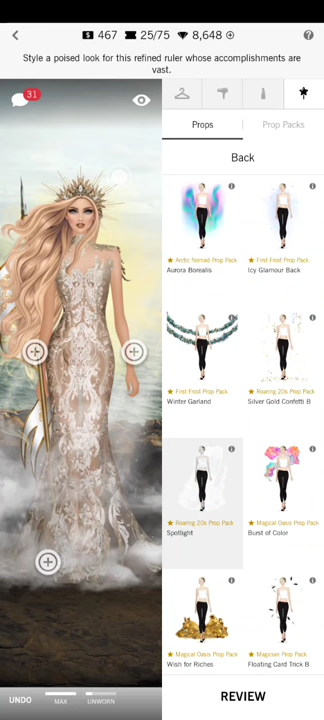 $ 467 25/75 8,648
Style a poised look for this refined ruler whose accomplishments are
vast.
31
Props
Prop Packs
Back
Arctic Nomad Prop Pack
Aurora Borealis
First Frost Prop Pack
Icy Glamour Back
First Frost Prop Pack
Winter Garland
Roaring 20s Prop Pack
Silver Gold Confetti B
Roaring 20s Prop Pack
Spotlight
Magical Oasis Prop Pack
Burst of Color
Magical Oasis Prop Pack
Wish for Riches
Magician Prop Pack
Floating Card Trick B
UNDO
MAX
UNWORN
REVIEW